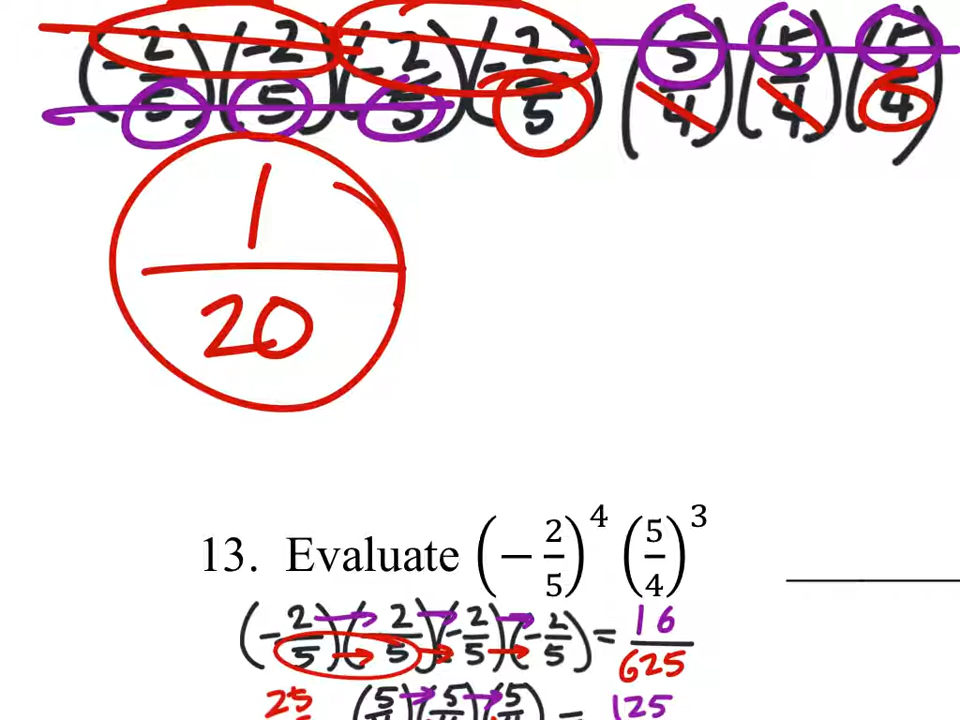 (-2/5)(-2/5)(-2/5)(-2/5) (5/4)(5/4)(5/4)
1/20
13. Evaluate (-2/5)^4 (5/4)^3 ____
(-2/5)(-2/5)(-2/5)(-2/5) = 16/625
25 (5/4)(5/4)(5/4) = 125